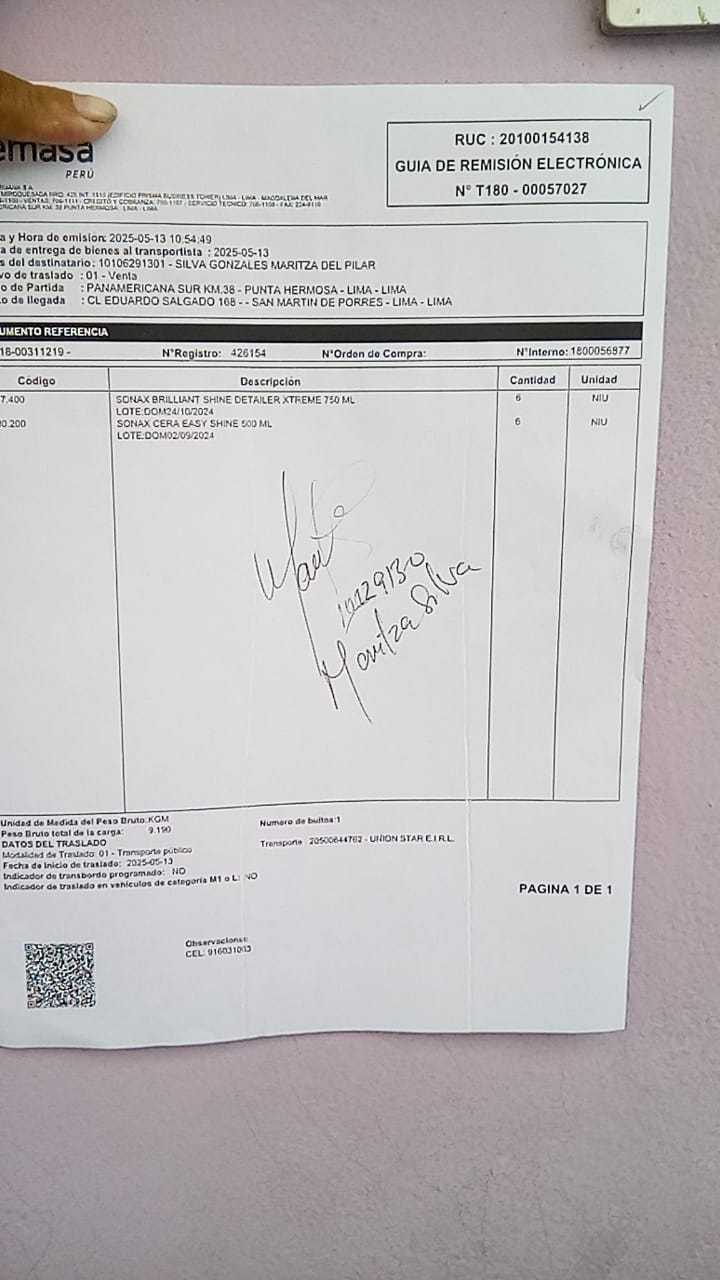 emasa
PERÚ
RUC : 20100154138
GUIA DE REMISIÓN ELECTRÓNICA
N° T180 - 00057027
a y Hora de emision: 2025-05-13 10:54:49
a de entrega de bienes al transportista : 2025-05-13
s del destinatario: 10106291301 - SILVA GONZALES MARITZA DEL PILAR
vo de traslado : 01 - Venta
o de Partida : PANAMERICANA SUR KM.38 - PUNTA HERMOSA - LIMA - LIMA
o de llegada : CL EDUARDO SALGADO 168 - - SAN MARTIN DE PORRES - LIMA - LIMA
UMENTO REFERENCIA
18-00311219 - N°Registro: 426154 N°Orden de Compra: N°Interno: 1800056977
Código Descripción Cantidad Unidad
7.400 SONAX BRILLIANT SHINE DETAILER XTREME 750 ML 6 NIU
LOTE:DOM24/10/2024
0.200 SONAX CERA EASY SHINE 500 ML 6 NIU
LOTE:DOM02/09/2024
Maritza Silva
Unidad de Medida del Peso Bruto: KGM Numero de bultos:1
Peso Bruto total de la carga: 9.190
DATOS DEL TRASLADO Transporte : 20500644762 - UNION STAR E.I.R.L.
Modalidad de Traslado: 01 - Transporte público
Fecha de Inicio de traslado: 2025-05-13
Indicador de transbordo programado: NO
Indicador de traslado en vehículos de categoría M1 o L: NO
PAGINA 1 DE 1
Observaciones:
CEL: 916031003